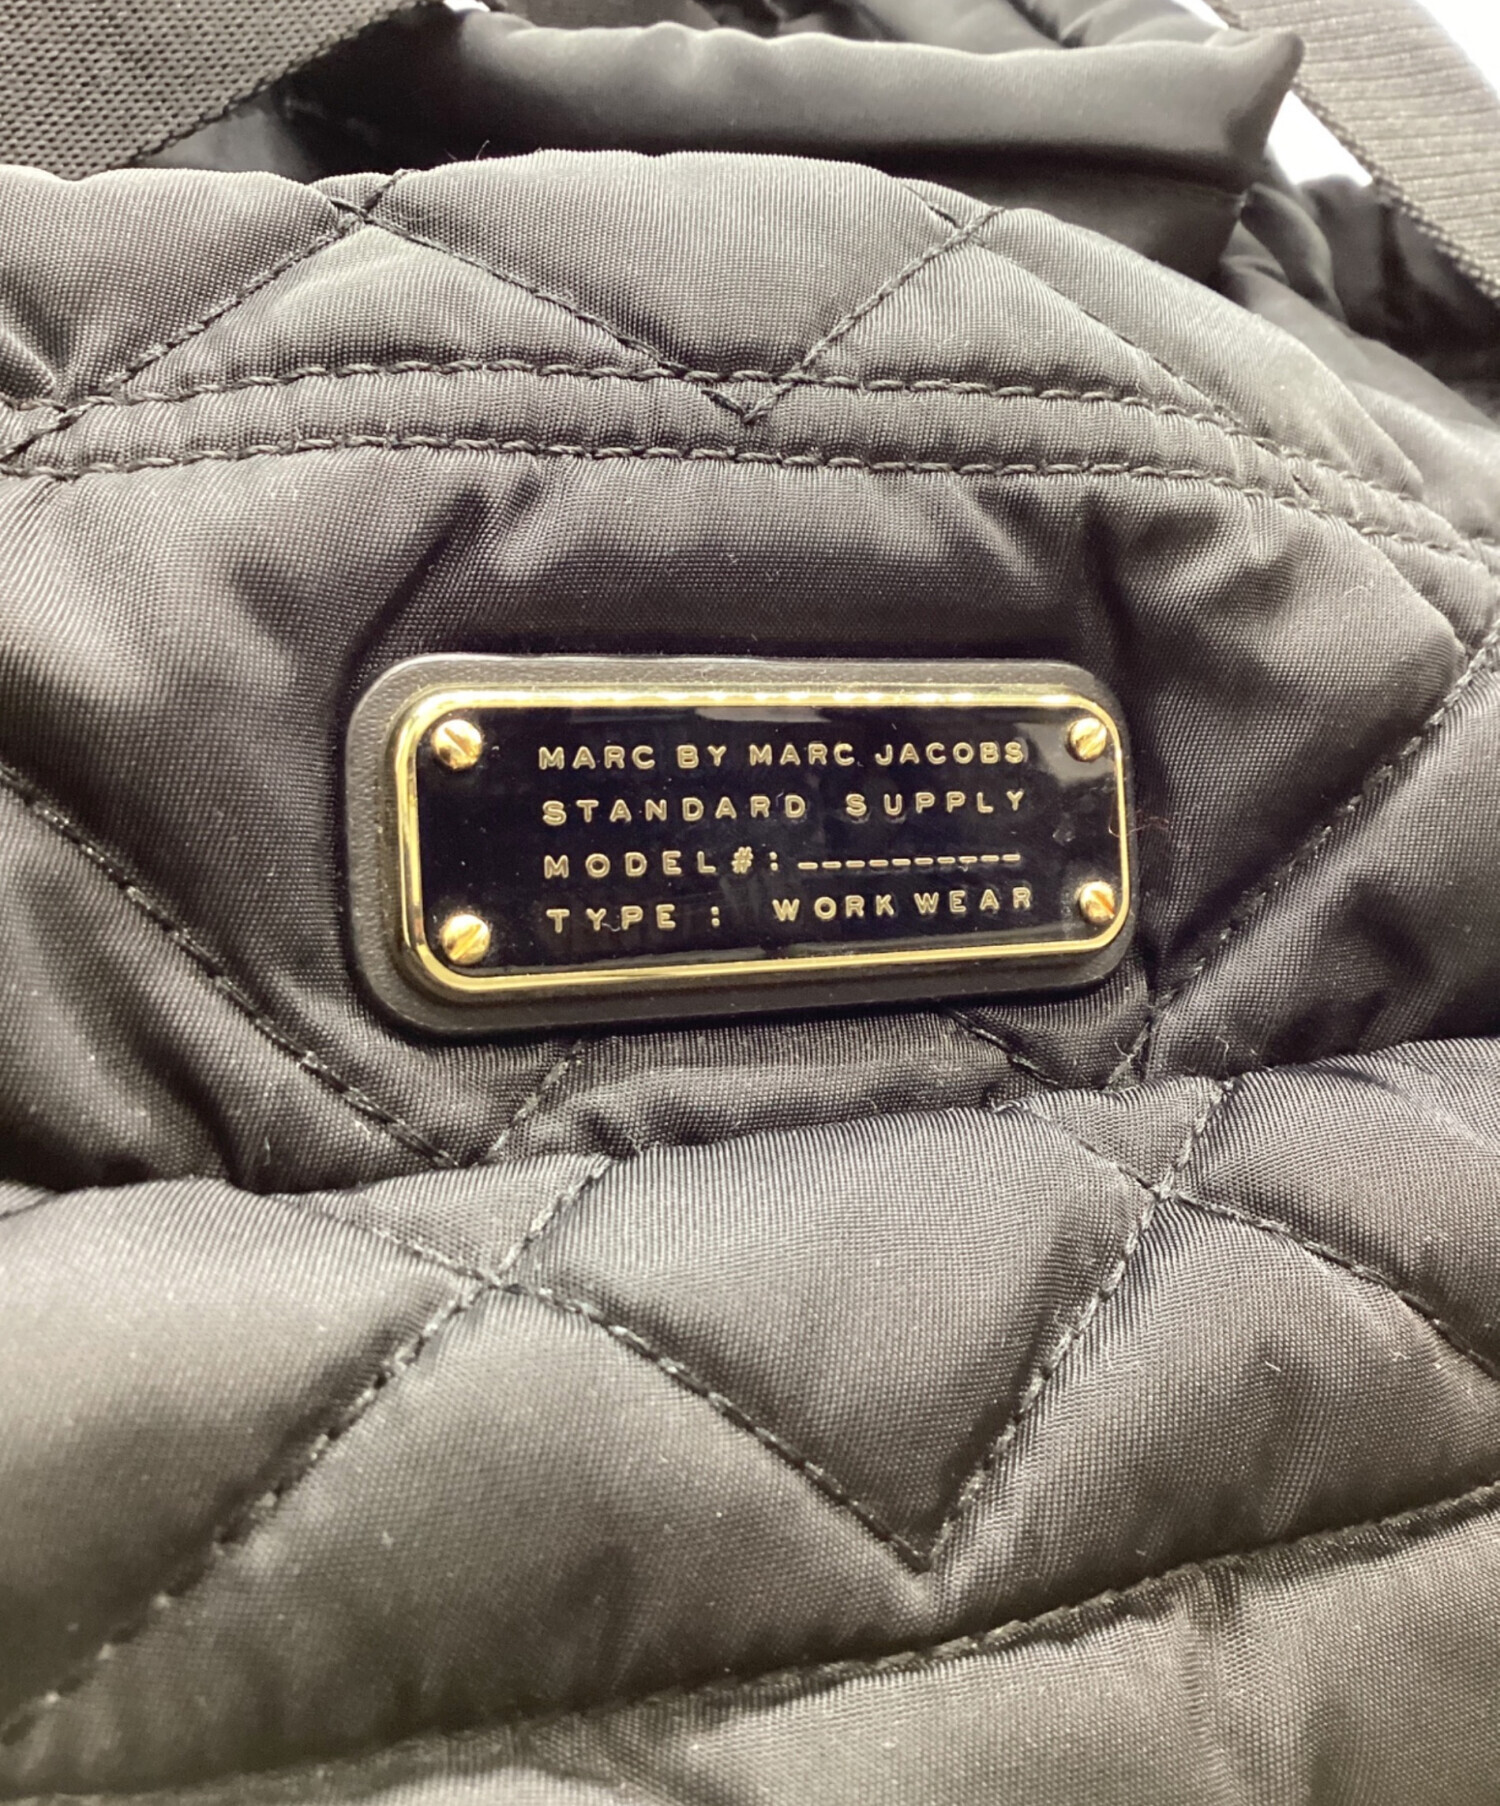 MARC BY MARC JACOBS
STANDARD SUPPLY
MODEL#: ----------
TYPE : WORK WEAR